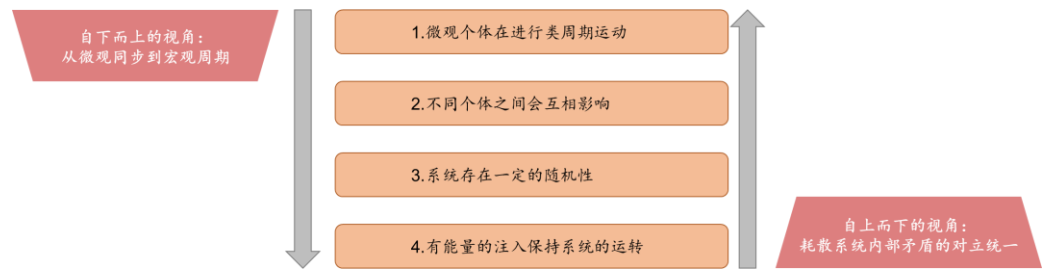 自下而上的视角：
从微观同步到宏观周期
1.微观个体在进行类周期运动
2.不同个体之间会互相影响
3.系统存在一定的随机性
4.有能量的注入保持系统的运转
自上而下的视角：
耗散系统内部矛盾的对立统一